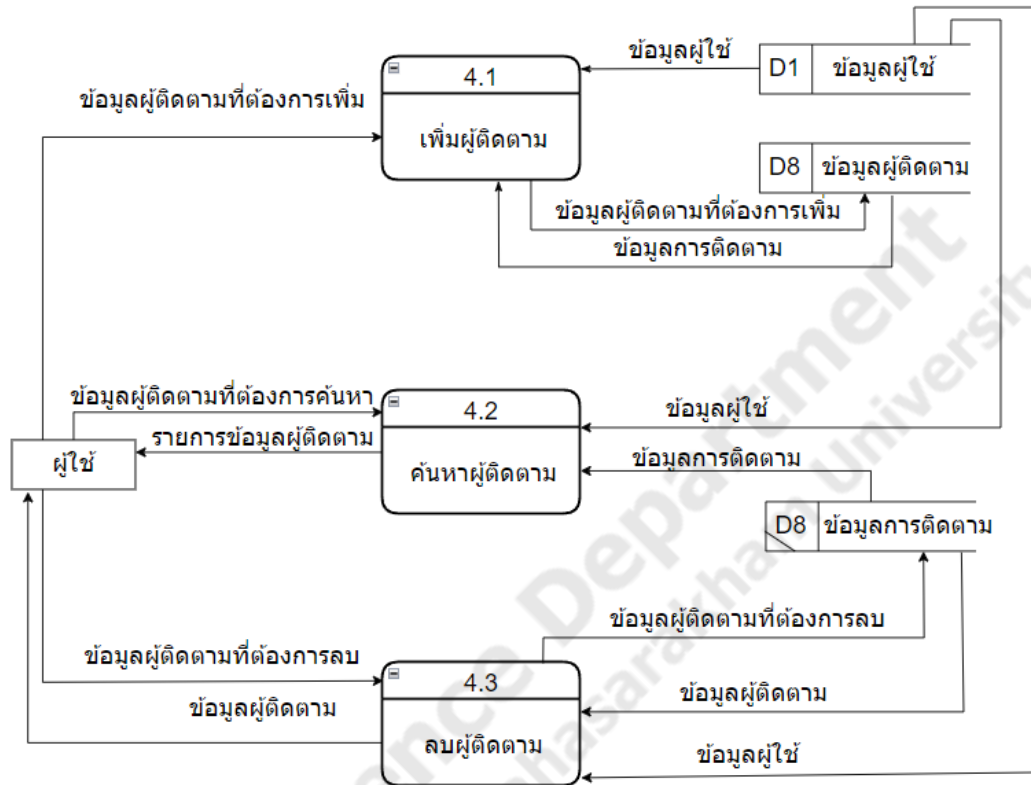 ข้อมูลผู้ใช้
D1 ข้อมูลผู้ใช้
4.1
ข้อมูลผู้ติดตามที่ต้องการเพิ่ม
เพิ่มผู้ติดตาม
D8 ข้อมูลผู้ติดตาม
ข้อมูลผู้ติดตามที่ต้องการเพิ่ม
ข้อมูลการติดตาม
ข้อมูลผู้ติดตามที่ต้องการค้นหา
4.2
ข้อมูลผู้ใช้
รายการข้อมูลผู้ติดตาม
ผู้ใช้
ค้นหาผู้ติดตาม
ข้อมูลการติดตาม
D8 ข้อมูลการติดตาม
ข้อมูลผู้ติดตามที่ต้องการลบ
ข้อมูลผู้ติดตามที่ต้องการลบ
4.3
ข้อมูลผู้ติดตาม
ข้อมูลผู้ติดตาม
ลบผู้ติดตาม
ข้อมูลผู้ใช้
Department
University